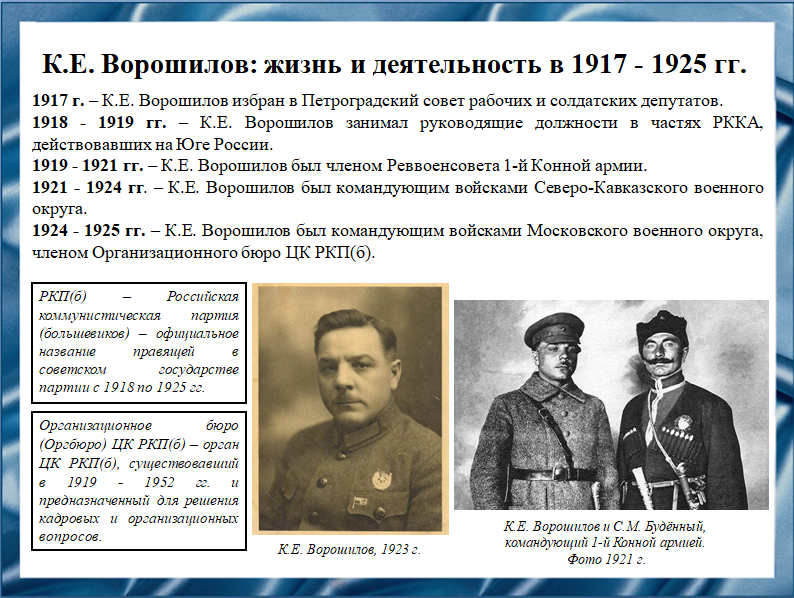 К.Е. Ворошилов: жизнь и деятельность в 1917 - 1925 гг.
1917 г. – К.Е. Ворошилов избран в Петроградский совет рабочих и солдатских депутатов.
1918 - 1919 гг. – К.Е. Ворошилов занимал руководящие должности в частях РККА,
действовавших на Юге России.
1919 - 1921 гг. – К.Е. Ворошилов был членом Реввоенсовета 1-й Конной армии.
1921 - 1924 гг. – К.Е. Ворошилов был командующим войсками Северо-Кавказского военного
округа.
1924 - 1925 гг. – К.Е. Ворошилов был командующим войсками Московского военного округа,
членом Организационного бюро ЦК РКП(б).
РКП(б) – Российская
коммунистическая партия
(большевиков) – официальное
название правящей в
советском государстве
партии с 1918 по 1925 гг.
Организационное бюро
(Оргбюро) ЦК РКП(б) – орган
ЦК РКП(б), существовавший
в 1919 - 1952 гг. и
предназначенный для решения
кадровых и организационных
вопросов.
К.Е. Ворошилов, 1923 г.
К.Е. Ворошилов и С.М. Будённый,
командующий 1-й Конной армией.
Фото 1921 г.